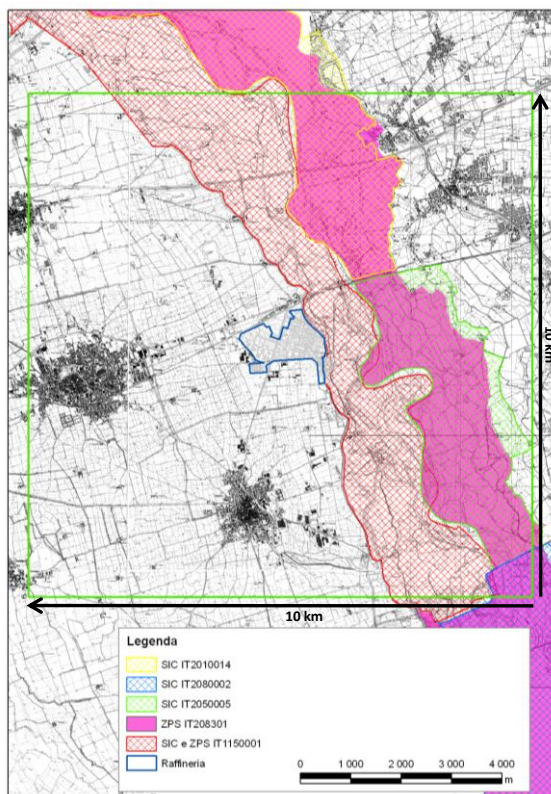 10 km
10 km
Legenda
SIC IT2010014
SIC IT2080002
SIC IT2050005
ZPS IT208301
SIC e ZPS IT1150001
Raffineria
0 1 000 2 000 3 000 4 000
m